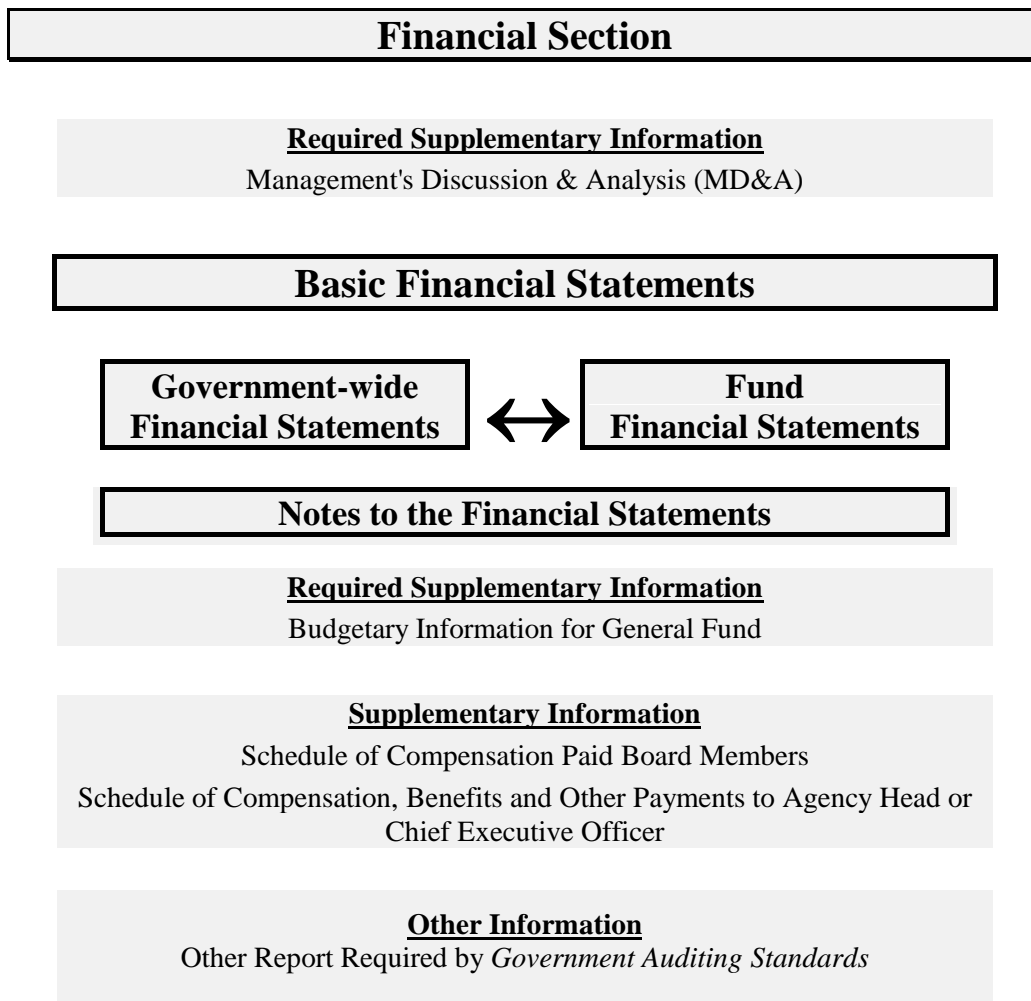 Financial Section
Required Supplementary Information
Management's Discussion & Analysis (MD&A)
Basic Financial Statements
Government-wide
Financial Statements
Fund
Financial Statements
Notes to the Financial Statements
Required Supplementary Information
Budgetary Information for General Fund
Supplementary Information
Schedule of Compensation Paid Board Members
Schedule of Compensation, Benefits and Other Payments to Agency Head or
Chief Executive Officer
Other Information
Other Report Required by Government Auditing Standards